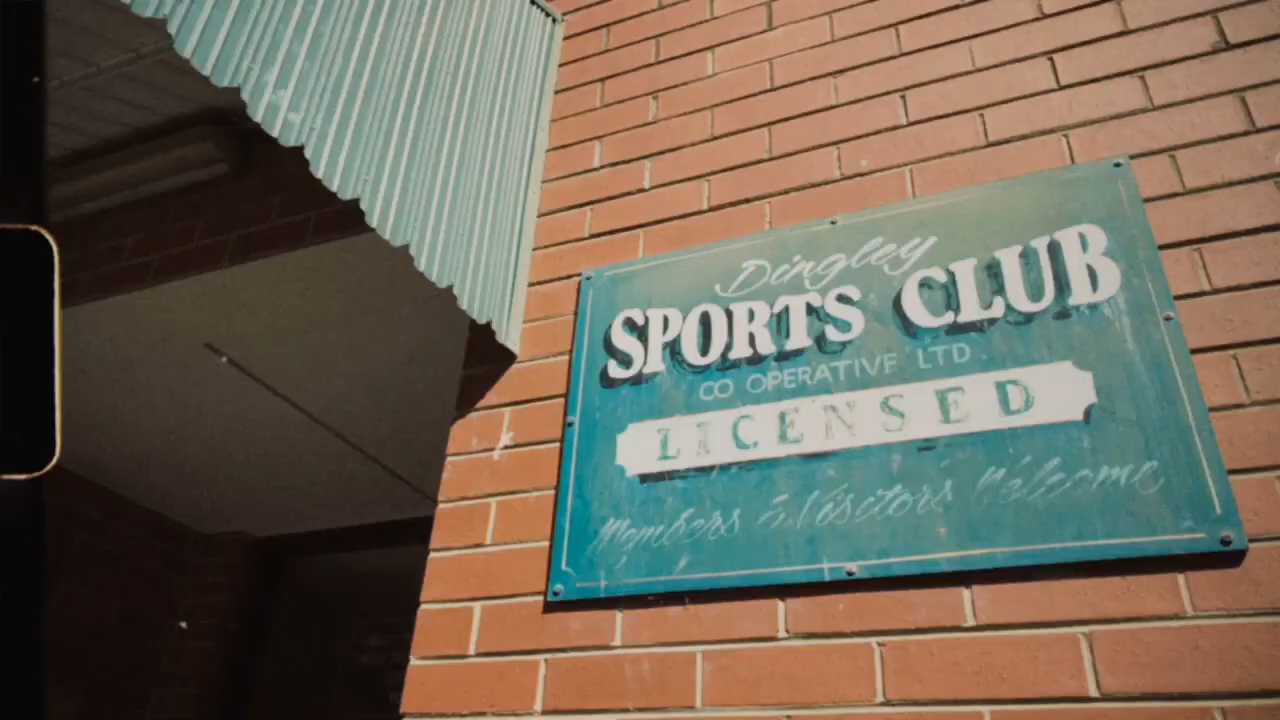 Dingley
SPORTS CLUB
CO OPERATIVE LTD
LICENSED
Members & Visitors Welcome